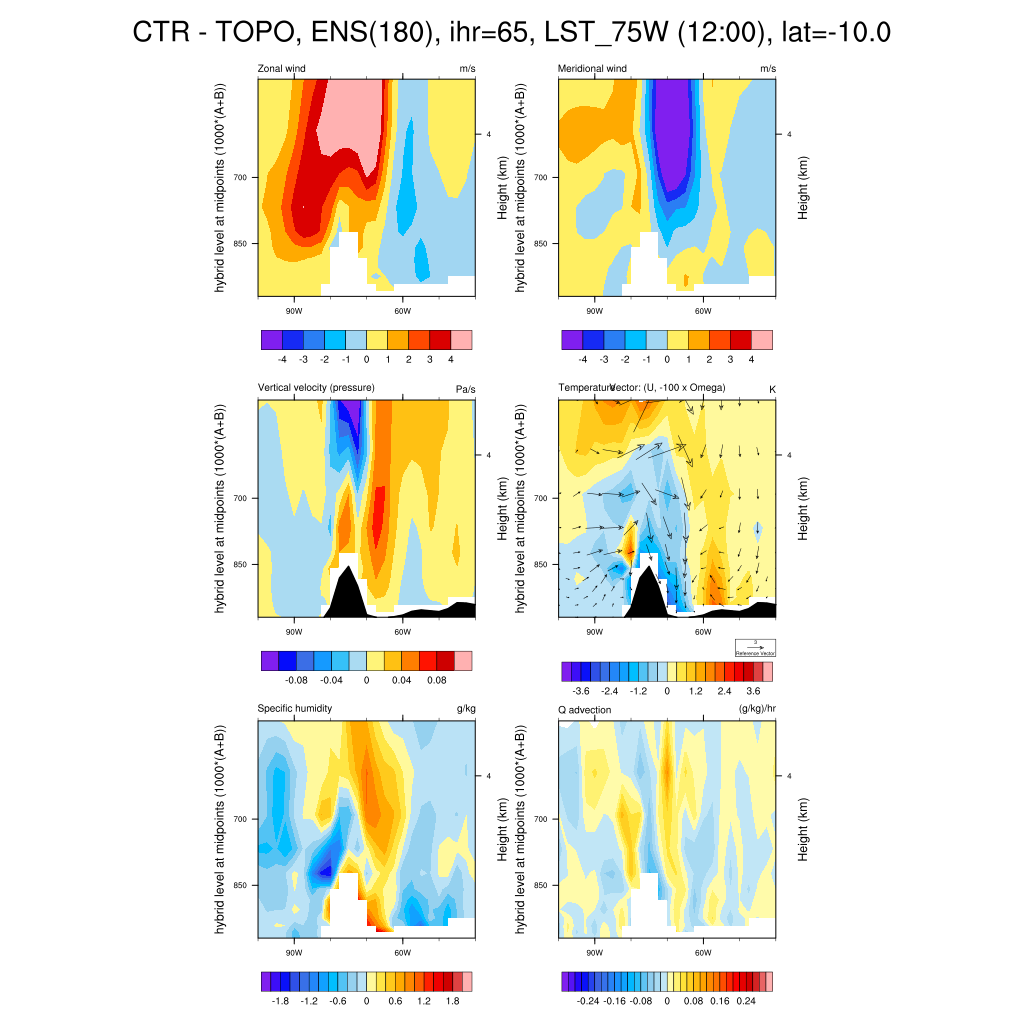 CTR - TOPO, ENS(180), ihr=65, LST_75W (12:00), lat=-10.0
Zonal wind m/s
hybrid level at midpoints (1000*(A+B))
700
850
4
Height (km)
90W 60W
-4 -3 -2 -1 0 1 2 3 4
Meridional wind m/s
hybrid level at midpoints (1000*(A+B))
700
850
4
Height (km)
90W 60W
-4 -3 -2 -1 0 1 2 3 4
Vertical velocity (pressure) Pa/s
hybrid level at midpoints (1000*(A+B))
700
850
4
Height (km)
90W 60W
-0.08 -0.04 0 0.04 0.08
Temperature Vector: (U, -100 x Omega) K
hybrid level at midpoints (1000*(A+B))
700
850
4
Height (km)
90W 60W
3
Reference Vector
-3.6 -2.4 -1.2 0 1.2 2.4 3.6
Specific humidity g/kg
hybrid level at midpoints (1000*(A+B))
700
850
4
Height (km)
90W 60W
-1.8 -1.2 -0.6 0 0.6 1.2 1.8
Q advection (g/kg)/hr
hybrid level at midpoints (1000*(A+B))
700
850
4
Height (km)
90W 60W
-0.24 -0.16 -0.08 0 0.08 0.16 0.24